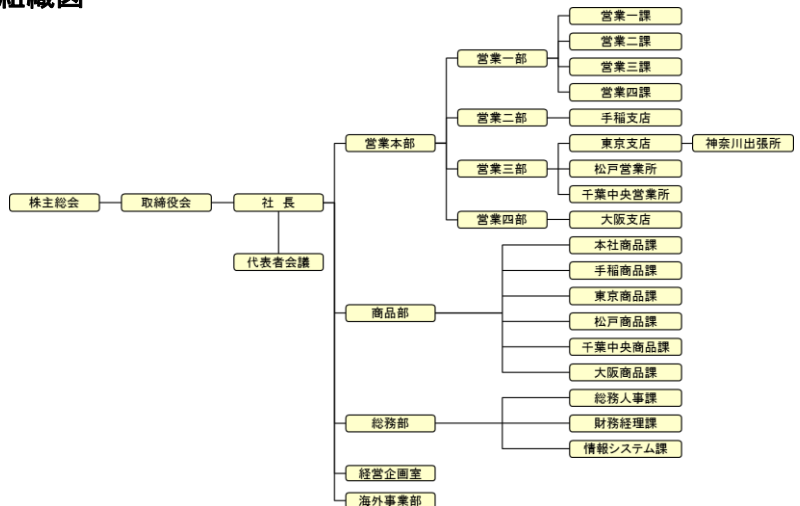 組織図
営業一課
営業二課
営業三課
営業四課
営業一部
営業二部
手稲支店
営業本部
営業三部
東京支店
神奈川出張所
松戸営業所
千葉中央営業所
営業四部
大阪支店
株主総会
取締役会
社 長
代表者会議
商品部
本社商品課
手稲商品課
東京商品課
松戸商品課
千葉中央商品課
大阪商品課
総務部
総務人事課
財務経理課
情報システム課
経営企画室
海外事業部